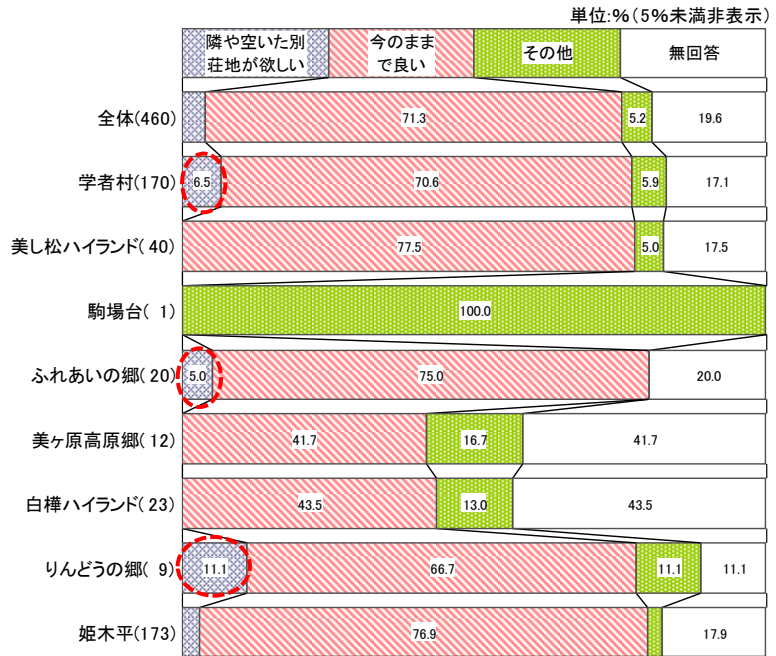 単位:%(5%未満非表示)
隣や空いた別
荘地が欲しい
今のまま
で良い
その他
無回答
全体(460)
71.3
5.2
19.6
学者村(170)
6.5
70.6
5.9
17.1
美し松ハイランド( 40)
77.5
5.0
17.5
駒場台( 1)
100.0
ふれあいの郷( 20)
5.0
75.0
20.0
美ヶ原高原郷( 12)
41.7
16.7
41.7
白樺ハイランド( 23)
43.5
13.0
43.5
りんどうの郷( 9)
11.1
66.7
11.1
11.1
姫木平(173)
76.9
17.9